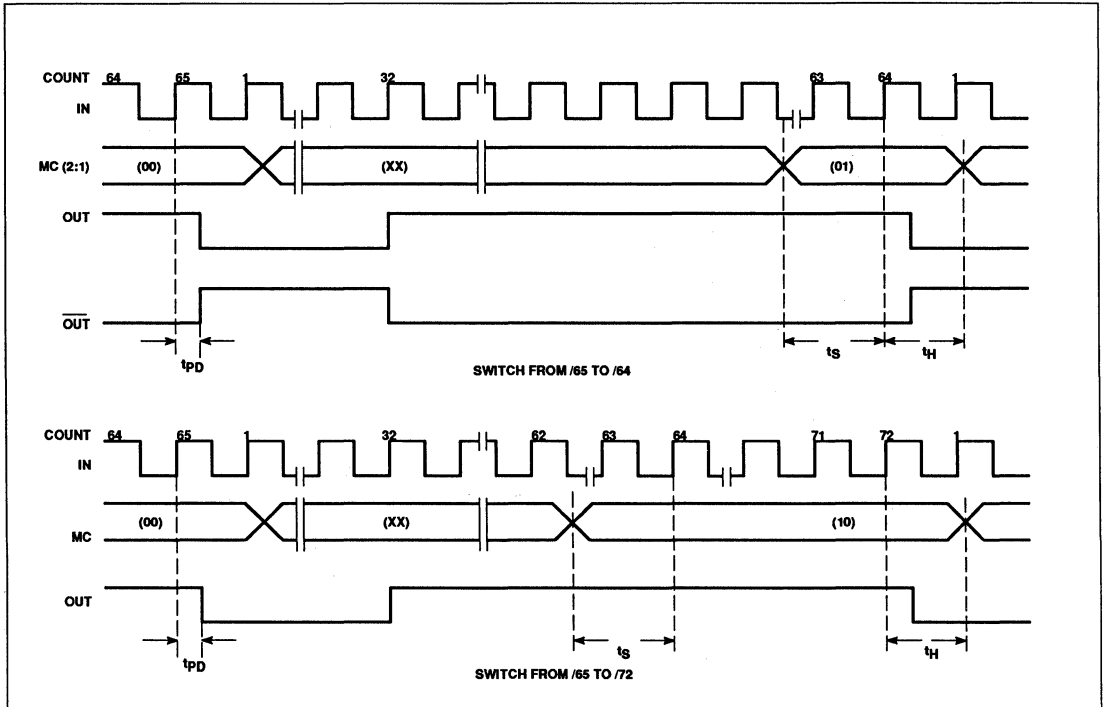 COUNT 64 65 1 32 63 64 1
IN
MC (2:1) (00) (XX) (01)
OUT
OUT
tPD tS tH
SWITCH FROM /65 TO /64
COUNT 64 65 1 32 62 63 64 71 72 1
IN
(00) (XX) (10)
MC
OUT
tPD tS tH
SWITCH FROM /65 TO /72